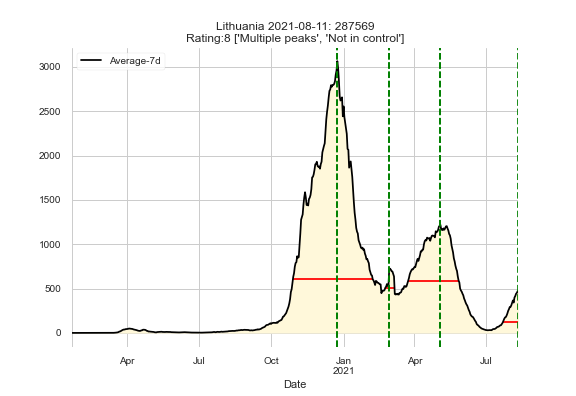 Lithuania 2021-08-11: 287569
Rating:8 ['Multiple peaks', 'Not in control']
Average-7d
3000
2500
2000
1500
1000
500
0
Apr Jul Oct Jan Apr Jul
2021
Date